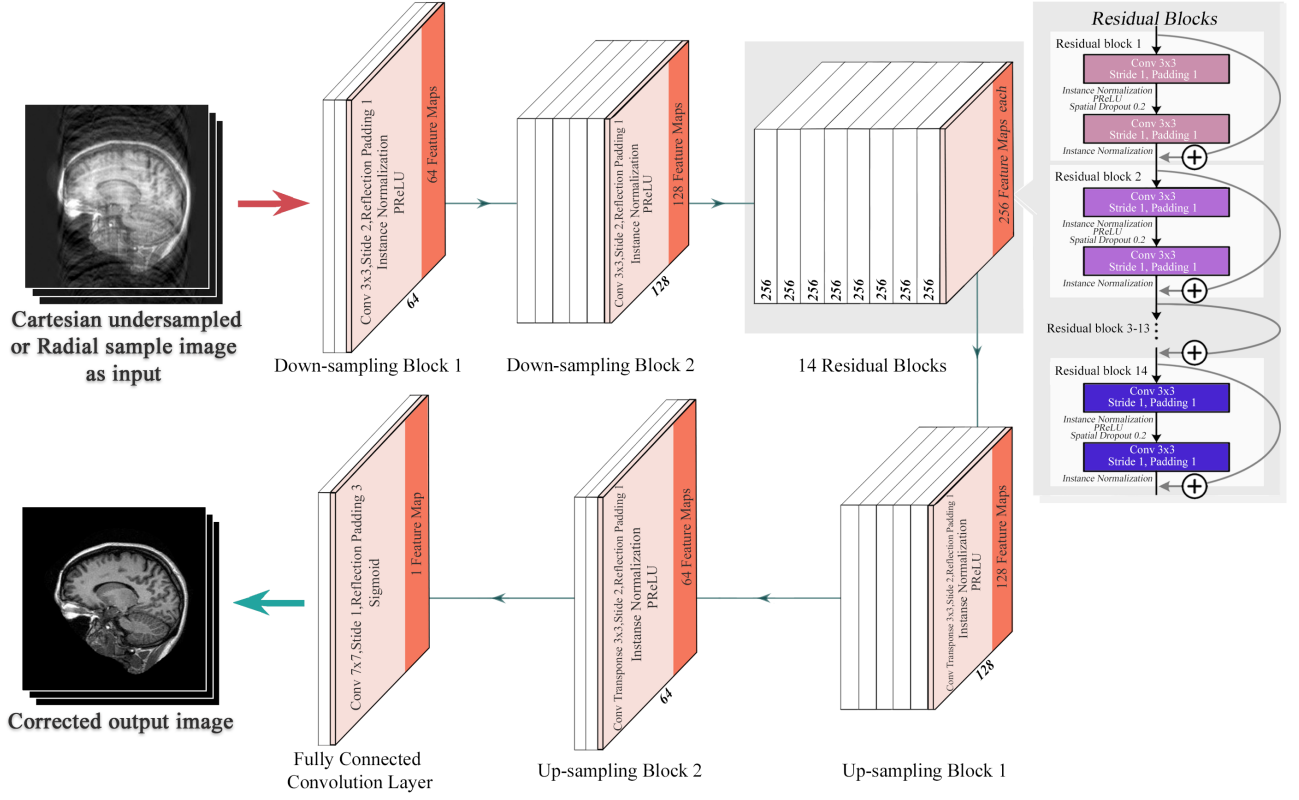 Cartesian undersampled
or Radial sample image
as input
Conv 3x3,Stide 2,Reflection Padding 1
Instance Normalization
PReLU
64 Feature Maps
64
Down-sampling Block 1
Conv 3x3,Stide 2,Reflection Padding 1
Instance Normalization
PReLU
128 Feature Maps
128
Down-sampling Block 2
256
256
256
256
256
256
256
256
256 Feature Maps each
14 Residual Blocks
Residual Blocks
Residual block 1
Conv 3x3
Stride 1, Padding 1
Instance Normalization
PReLU
Spatial Dropout 0.2
Conv 3x3
Stride 1, Padding 1
Instance Normalization
+
Residual block 2
Conv 3x3
Stride 1, Padding 1
Instance Normalization
PReLU
Spatial Dropout 0.2
Conv 3x3
Stride 1, Padding 1
Instance Normalization
+
Residual block 3-13
+
Residual block 14
Conv 3x3
Stride 1, Padding 1
Instance Normalization
PReLU
Spatial Dropout 0.2
Conv 3x3
Stride 1, Padding 1
Instance Normalization
+
Conv Transponse 3x3,Stide 2,Reflection Padding 1
Instanse Normalization
PReLU
128 Feature Maps
128
Up-sampling Block 1
Conv Transponse 3x3,Stide 2,Reflection Padding 1
Instanse Normalization
PReLU
64 Feature Maps
64
Up-sampling Block 2
Conv 7x7,Stide 1,Reflection Padding 3
Sigmoid
1 Feature Map
Fully Connected
Convolution Layer
Corrected output image